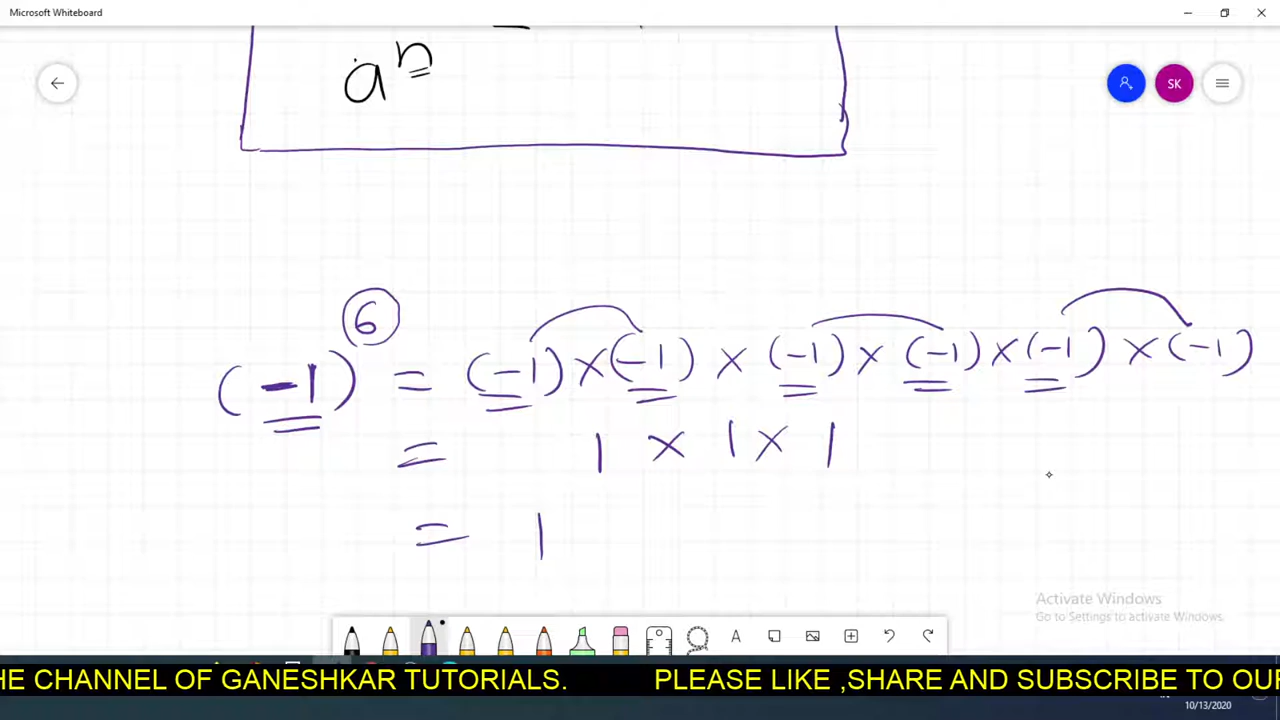 Microsoft Whiteboard
aⁿ
SK
(-1)⁶ = (-1) × (-1) × (-1) × (-1) × (-1) × (-1)
= 1 × 1 × 1
= 1
Activate Windows
Go to Settings to activate Windows.
A
HE CHANNEL OF GANESHKAR TUTORIALS. PLEASE LIKE ,SHARE AND SUBSCRIBE TO OUR
10/13/2020